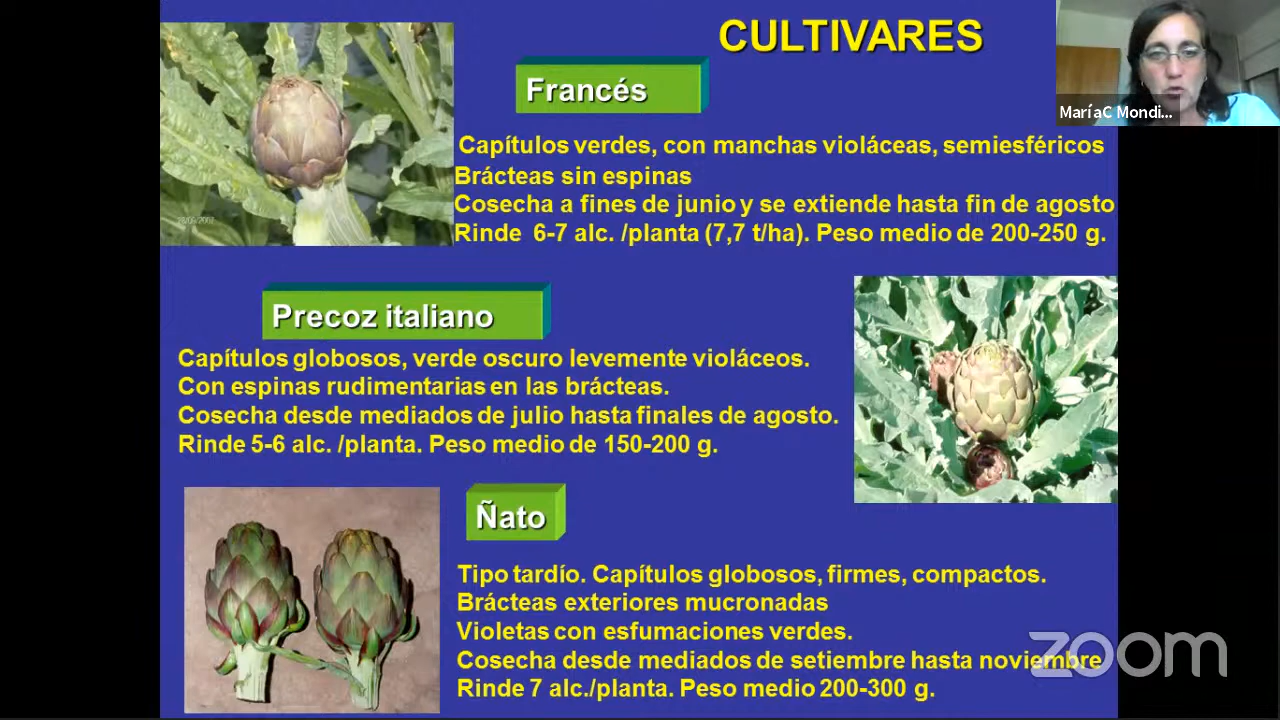 CULTIVARES
MaríaC Mondi...
Francés
Capítulos verdes, con manchas violáceas, semiesféricos
Brácteas sin espinas
Cosecha a fines de junio y se extiende hasta fin de agosto
Rinde 6-7 alc. /planta (7,7 t/ha). Peso medio de 200-250 g.
Precoz italiano
Capítulos globosos, verde oscuro levemente violáceos.
Con espinas rudimentarias en las brácteas.
Cosecha desde mediados de julio hasta finales de agosto.
Rinde 5-6 alc. /planta. Peso medio de 150-200 g.
Ñato
Tipo tardío. Capítulos globosos, firmes, compactos.
Brácteas exteriores mucronadas
Violetas con esfumaciones verdes.
Cosecha desde mediados de setiembre hasta noviembre
Rinde 7 alc./planta. Peso medio 200-300 g.
zoom